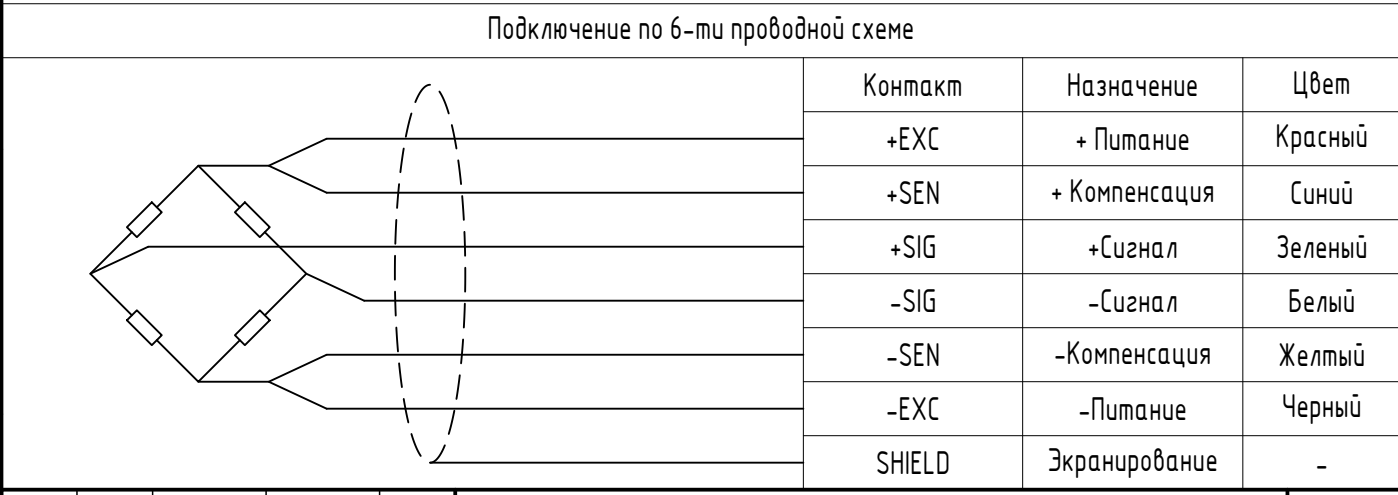 Подключение по 6-ти проводной схеме
Контакт Назначение Цвет
+EXC + Питание Красный
+SEN + Компенсация Синий
+SIG +Сигнал Зеленый
-SIG -Сигнал Белый
-SEN -Компенсация Желтый
-EXC -Питание Черный
SHIELD Экранирование -